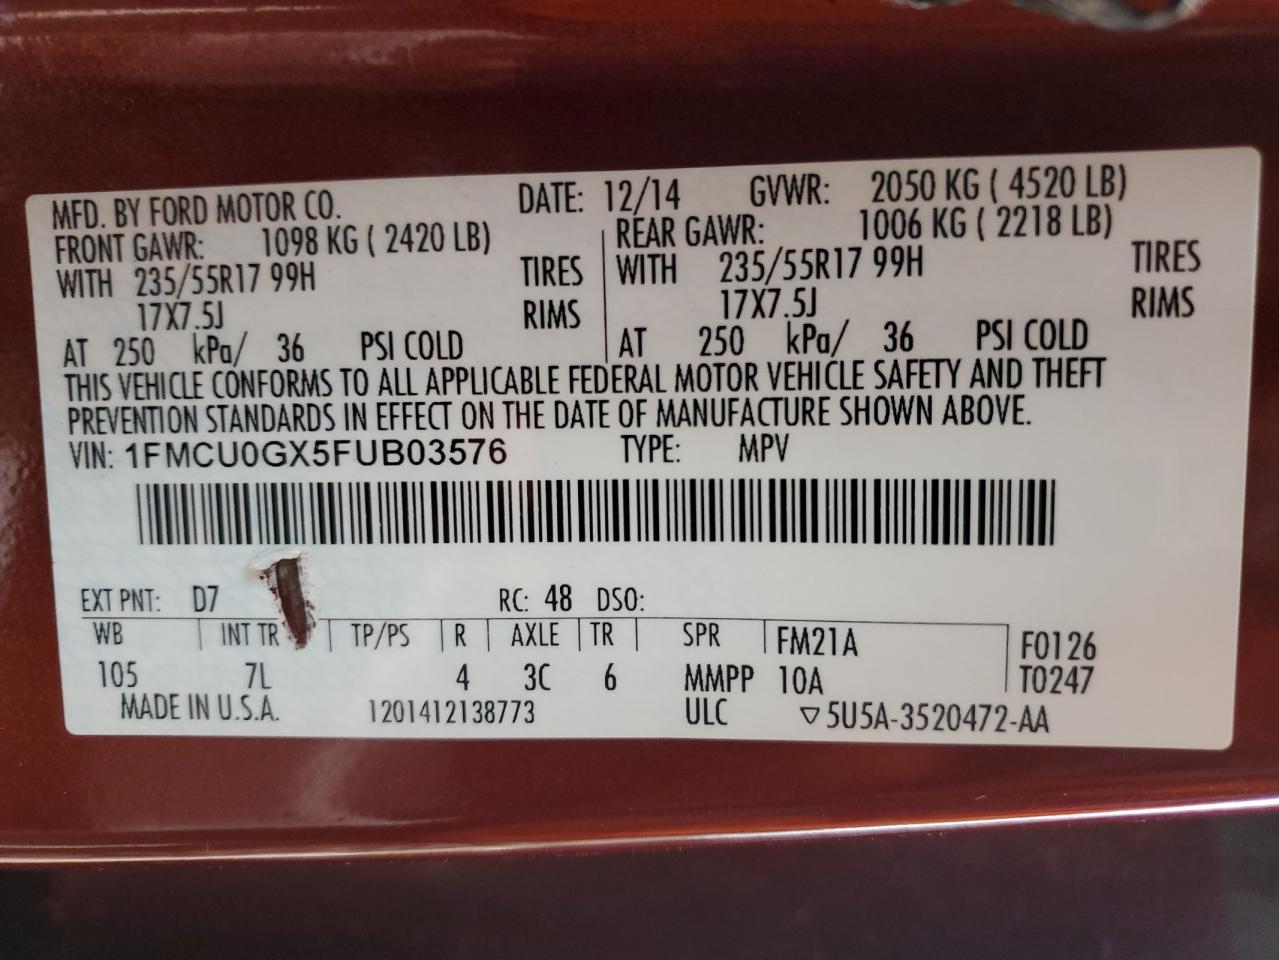 MFD. BY FORD MOTOR CO. DATE: 12/14 GVWR: 2050 KG ( 4520 LB)
FRONT GAWR: 1098 KG ( 2420 LB) REAR GAWR: 1006 KG ( 2218 LB)
WITH 235/55R17 99H TIRES WITH 235/55R17 99H TIRES
17X7.5J RIMS 17X7.5J RIMS
AT 250 kPa/ 36 PSI COLD AT 250 kPa/ 36 PSI COLD
THIS VEHICLE CONFORMS TO ALL APPLICABLE FEDERAL MOTOR VEHICLE SAFETY AND THEFT
PREVENTION STANDARDS IN EFFECT ON THE DATE OF MANUFACTURE SHOWN ABOVE.
VIN: 1FMCU0GX5FUB03576 TYPE: MPV
EXT PNT: D7 RC: 48 DSO:
WB INT TR TP/PS R AXLE TR SPR FM21A F0126
105 7L 4 3C 6 MMPP 10A T0247
MADE IN U.S.A. 1201412138773 ULC ▽5U5A-3520472-AA